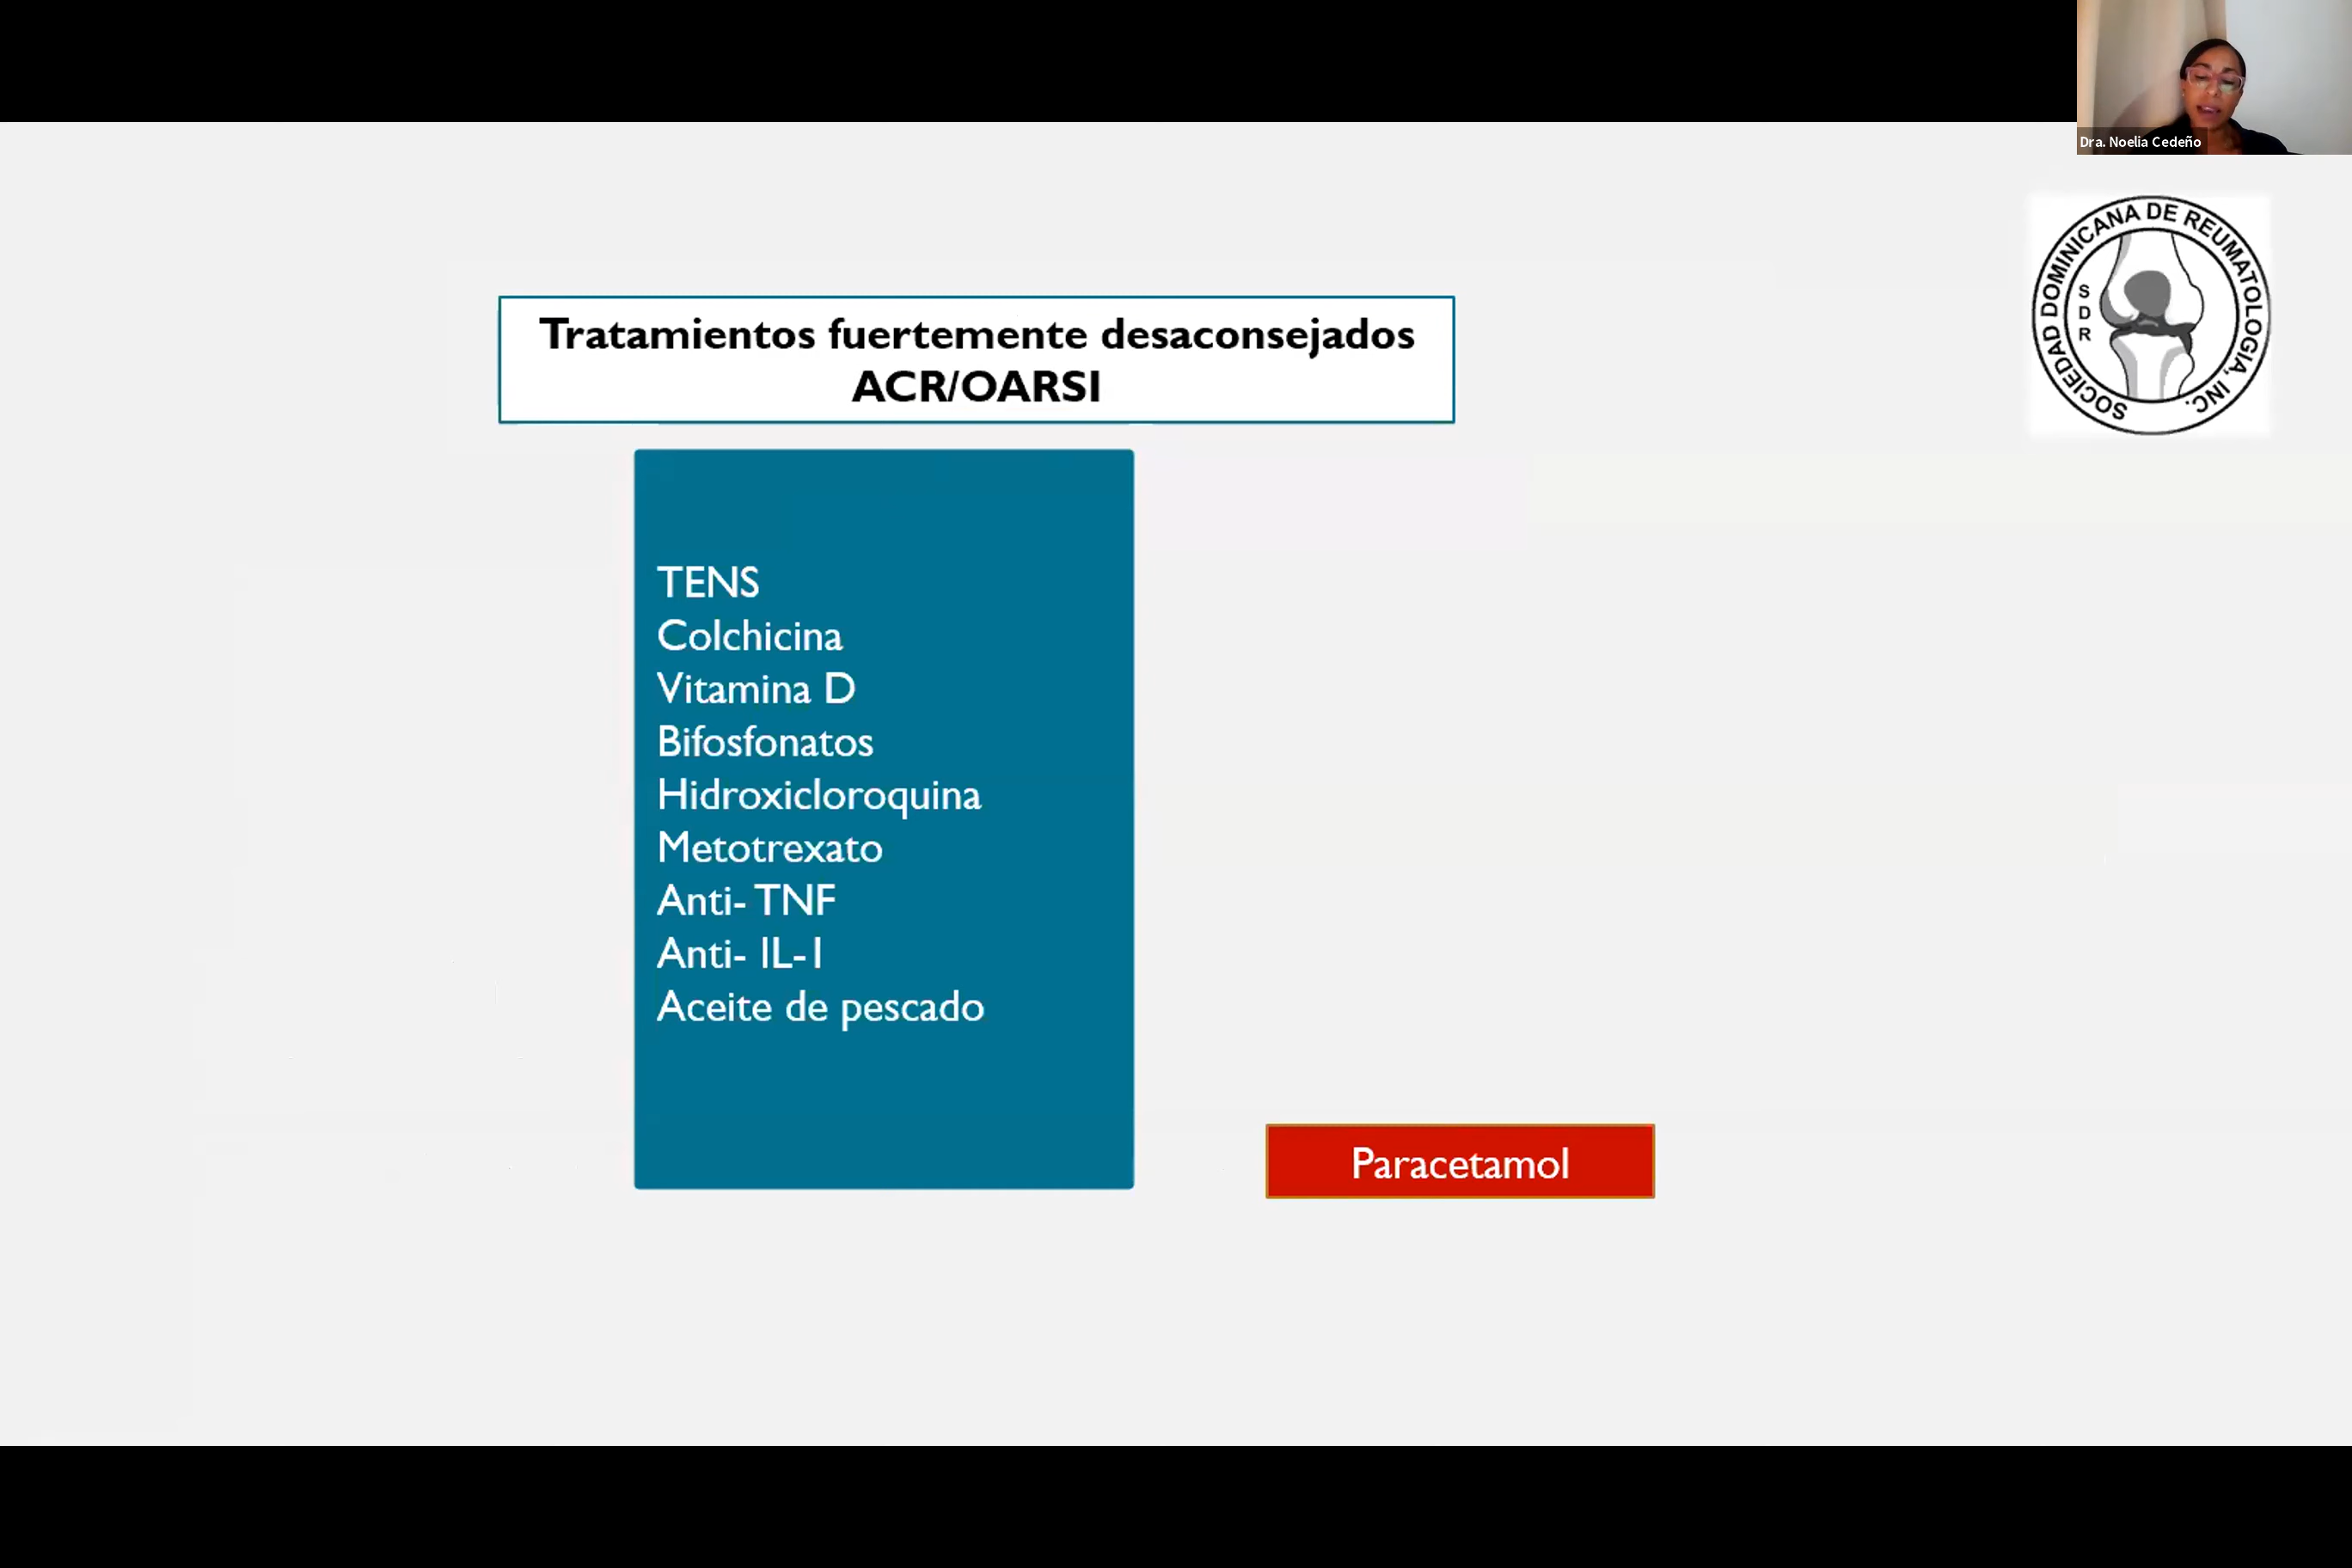 Dra. Noelia Cedeño
SOCIEDAD DOMINICANA DE REUMATOLOGIA, INC.
S
D
R
Tratamientos fuertemente desaconsejados
ACR/OARSI
TENS
Colchicina
Vitamina D
Bifosfonatos
Hidroxicloroquina
Metotrexato
Anti- TNF
Anti- IL-1
Aceite de pescado
Paracetamol